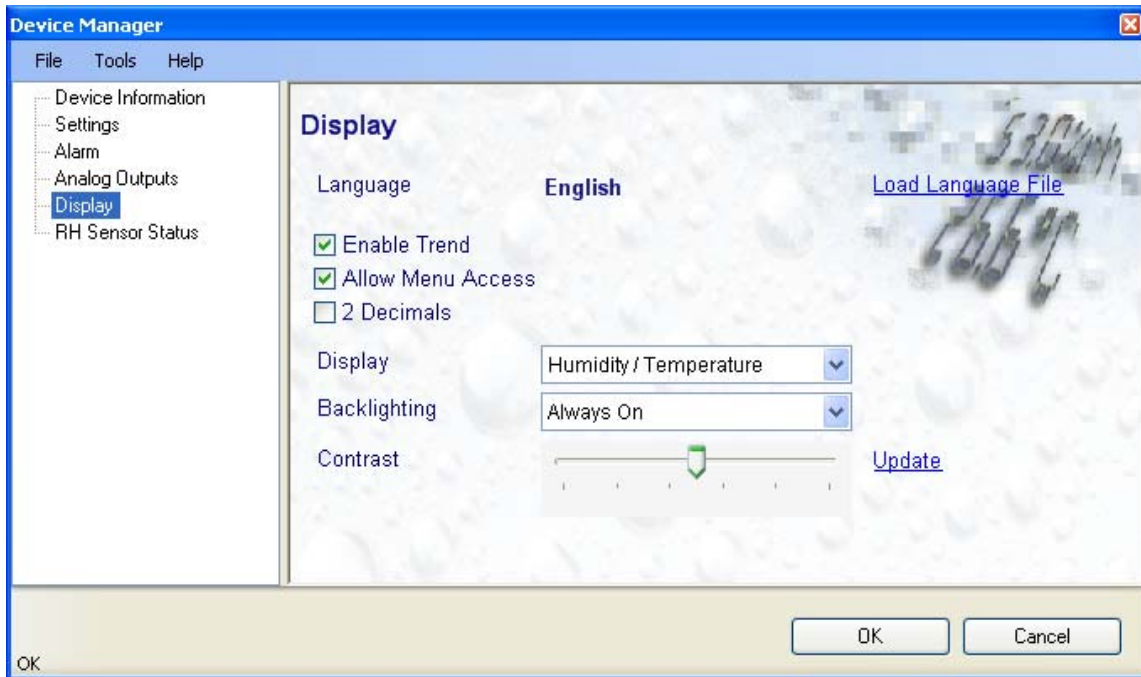 Device Manager
File Tools Help
Device Information
Settings
Alarm
Analog Outputs
Display
RH Sensor Status
Display
Language English Load Language File
Enable Trend
Allow Menu Access
2 Decimals
Display Humidity / Temperature
Backlighting Always On
Contrast Update
OK Cancel
OK